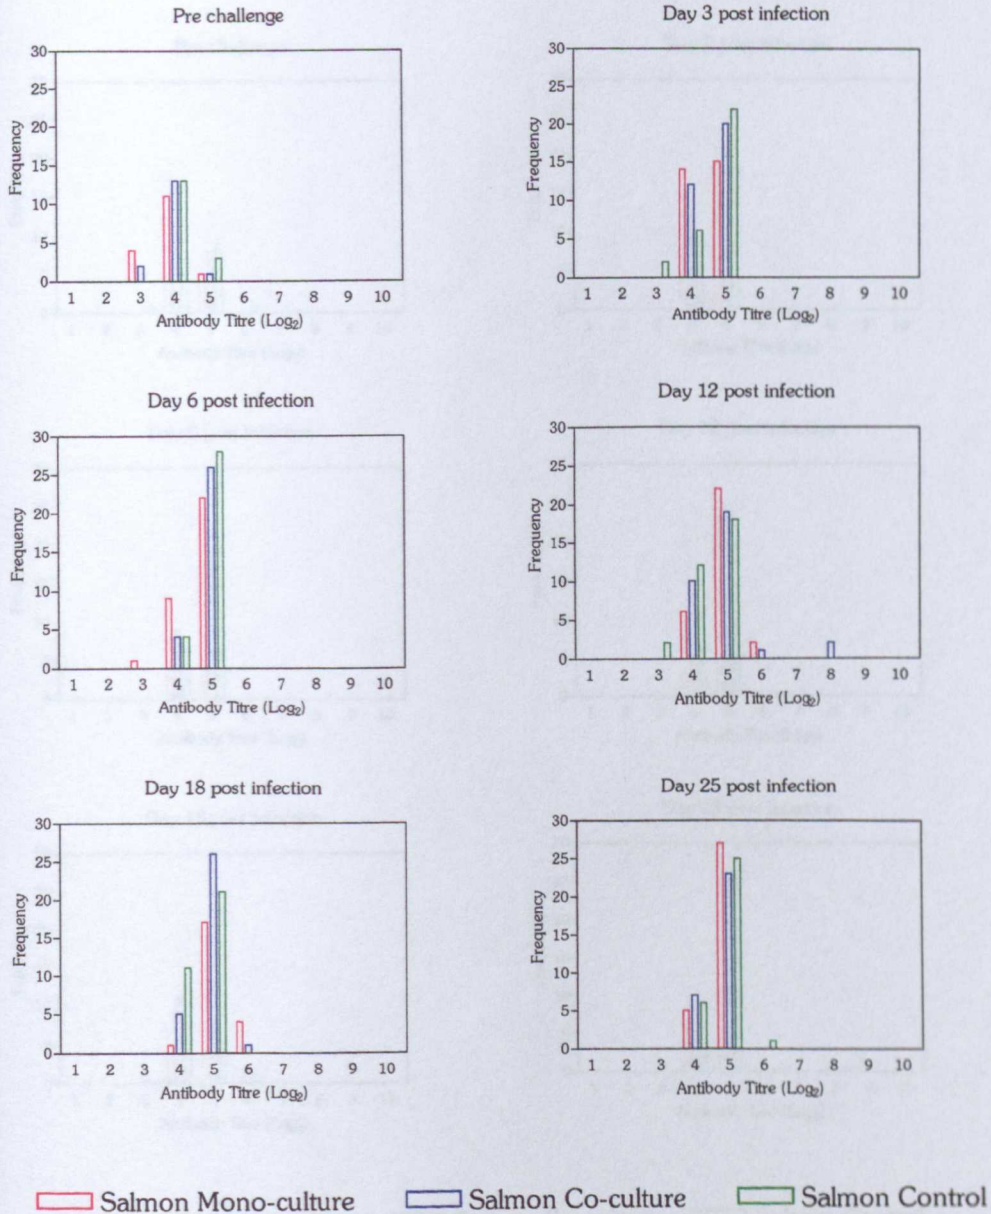 Pre challenge
30
25
20
15
10
5
0
Frequency
1 2 3 4 5 6 7 8 9 10
Antibody Titre (Log2)
Day 3 post infection
30
25
20
15
10
5
0
Frequency
1 2 3 4 5 6 7 8 9 10
Antibody Titre (Log2)
Day 6 post infection
30
25
20
15
10
5
0
Frequency
1 2 3 4 5 6 7 8 9 10
Antibody Titre (Log2)
Day 12 post infection
30
25
20
15
10
5
0
Frequency
1 2 3 4 5 6 7 8 9 10
Antibody Titre (Log2)
Day 18 post infection
30
25
20
15
10
5
0
Frequency
1 2 3 4 5 6 7 8 9 10
Antibody Titre (Log2)
Day 25 post infection
30
25
20
15
10
5
0
Frequency
1 2 3 4 5 6 7 8 9 10
Antibody Titre (Log2)
Salmon Mono-culture Salmon Co-culture Salmon Control